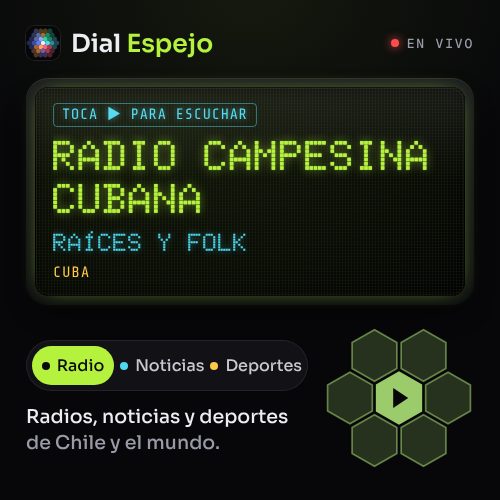 Dial Espejo
EN VIVO
TOCA ▶ PARA ESCUCHAR
RADIO CAMPESINA
CUBANA
RAÍCES Y FOLK
CUBA
Radio
Noticias
Deportes
Radios, noticias y deportes
de Chile y el mundo.